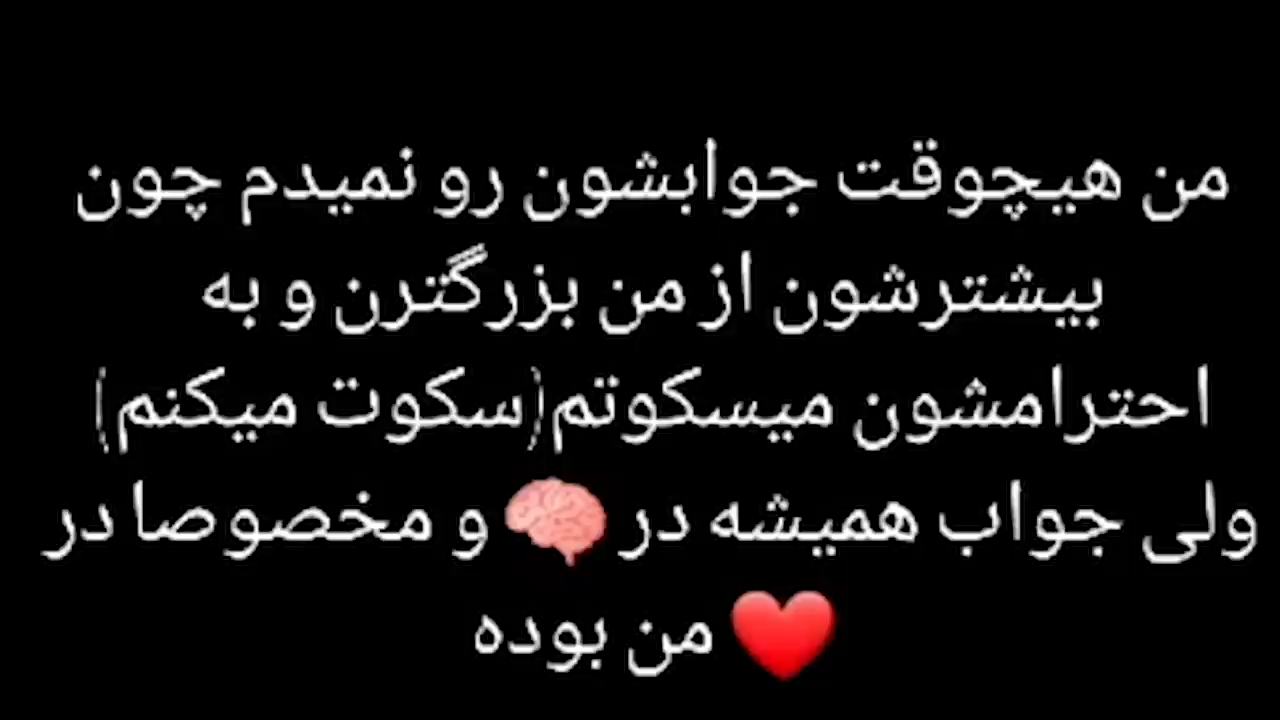 من هیچوقت جوابشون رو نمیدم چون
بیشترشون از من بزرگترن و به
احترامشون میسکوتم(سکوت میکنم)
ولی جواب همیشه در 🧠 و مخصوصا در
❤️ من بوده